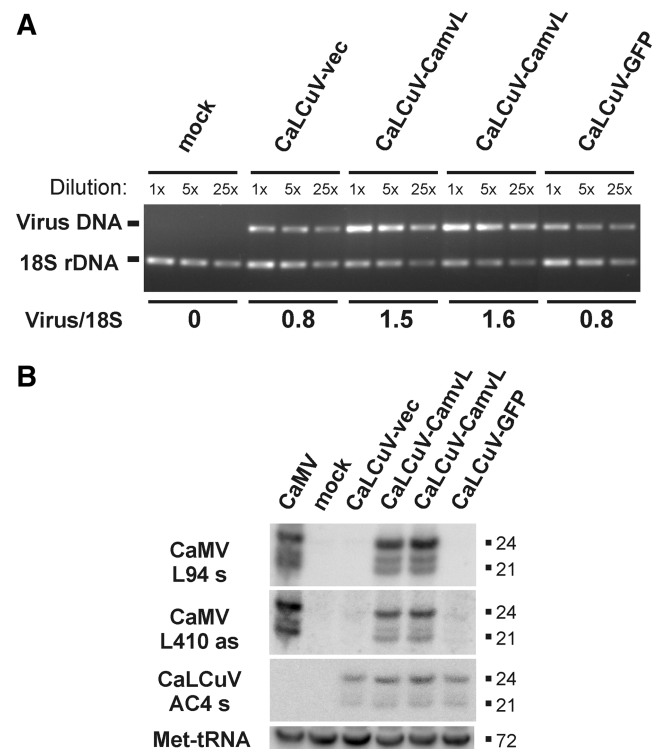 A
mock
CaLCuV-vec
CaLCuV-CamvL
CaLCuV-CamvL
CaLCuV-GFP
Dilution: 1x 5x 25x 1x 5x 25x 1x 5x 25x 1x 5x 25x 1x 5x 25x
Virus DNA
18S rDNA
Virus/18S 0 0.8 1.5 1.6 0.8
B
CaMV
mock
CaLCuV-vec
CaLCuV-CamvL
CaLCuV-CamvL
CaLCuV-GFP
CaMV
L94 s
24
21
CaMV
L410 as
24
21
CaLCuV
AC4 s
24
21
Met-tRNA 72